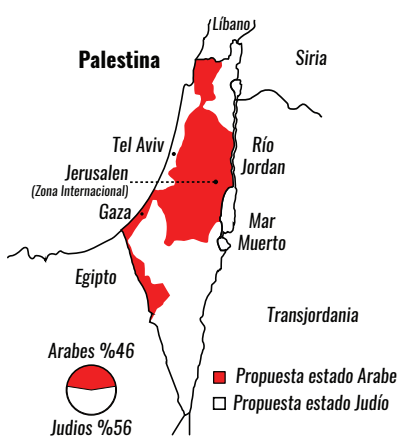 Líbano
Palestina
Siria
Tel Aviv
Río
Jordan
Jerusalen
(Zona Internacional)
Gaza
Mar
Muerto
Egipto
Transjordania
Arabes %46
Propuesta estado Arabe
Propuesta estado Judío
Judios %56